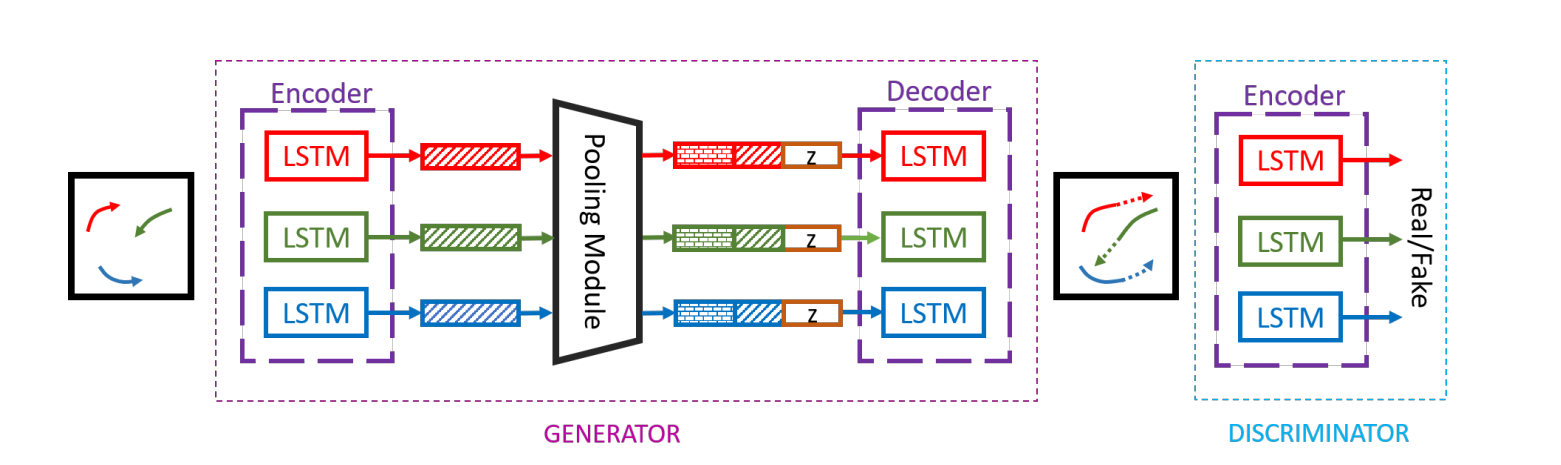 Encoder
LSTM
LSTM
LSTM
Pooling Module
z
z
z
Decoder
LSTM
LSTM
LSTM
GENERATOR
Encoder
LSTM
LSTM
LSTM
Real/Fake
DISCRIMINATOR